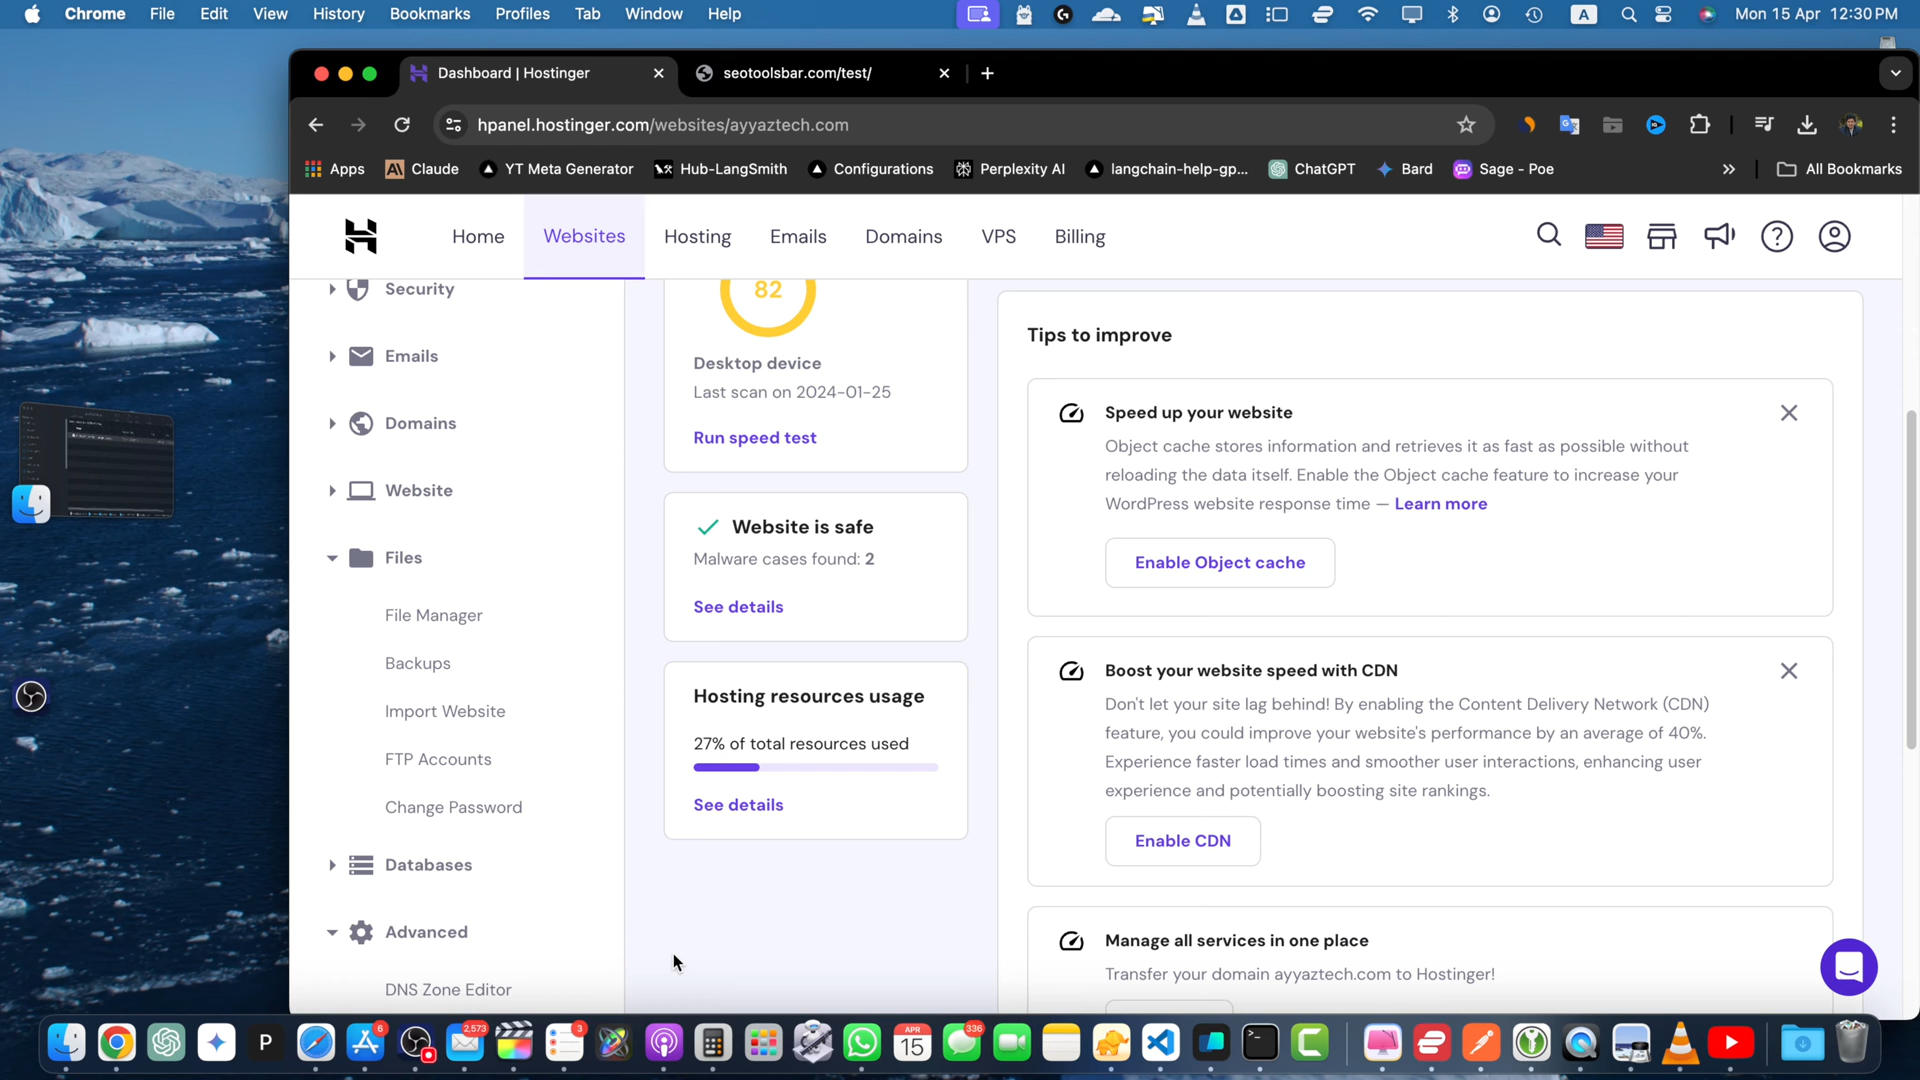 Chrome File Edit View History Bookmarks Profiles Tab Window Help
A
Mon 15 Apr 12:30 PM
Dashboard | Hostinger
seotoolsbar.com/test/
hpanel.hostinger.com/websites/ayyaztech.com
Apps
Claude
YT Meta Generator
Hub-LangSmith
Configurations
Perplexity AI
langchain-help-gp...
ChatGPT
Bard
Sage - Poe
All Bookmarks
Home
Websites
Hosting
Emails
Domains
VPS
Billing
Security
Emails
Domains
Website
Files
File Manager
Backups
Import Website
FTP Accounts
Change Password
Databases
Advanced
DNS Zone Editor
82
Desktop device
Last scan on 2024-01-25
Run speed test
Website is safe
Malware cases found: 2
See details
Hosting resources usage
27% of total resources used
See details
Tips to improve
Speed up your website
Object cache stores information and retrieves it as fast as possible without
reloading the data itself. Enable the Object cache feature to increase your
WordPress website response time — Learn more
Enable Object cache
Boost your website speed with CDN
Don't let your site lag behind! By enabling the Content Delivery Network (CDN)
feature, you could improve your website's performance by an average of 40%.
Experience faster load times and smoother user interactions, enhancing user
experience and potentially boosting site rankings.
Enable CDN
Manage all services in one place
Transfer your domain ayyaztech.com to Hostinger!
P
6
2,573
3
APR
15
336